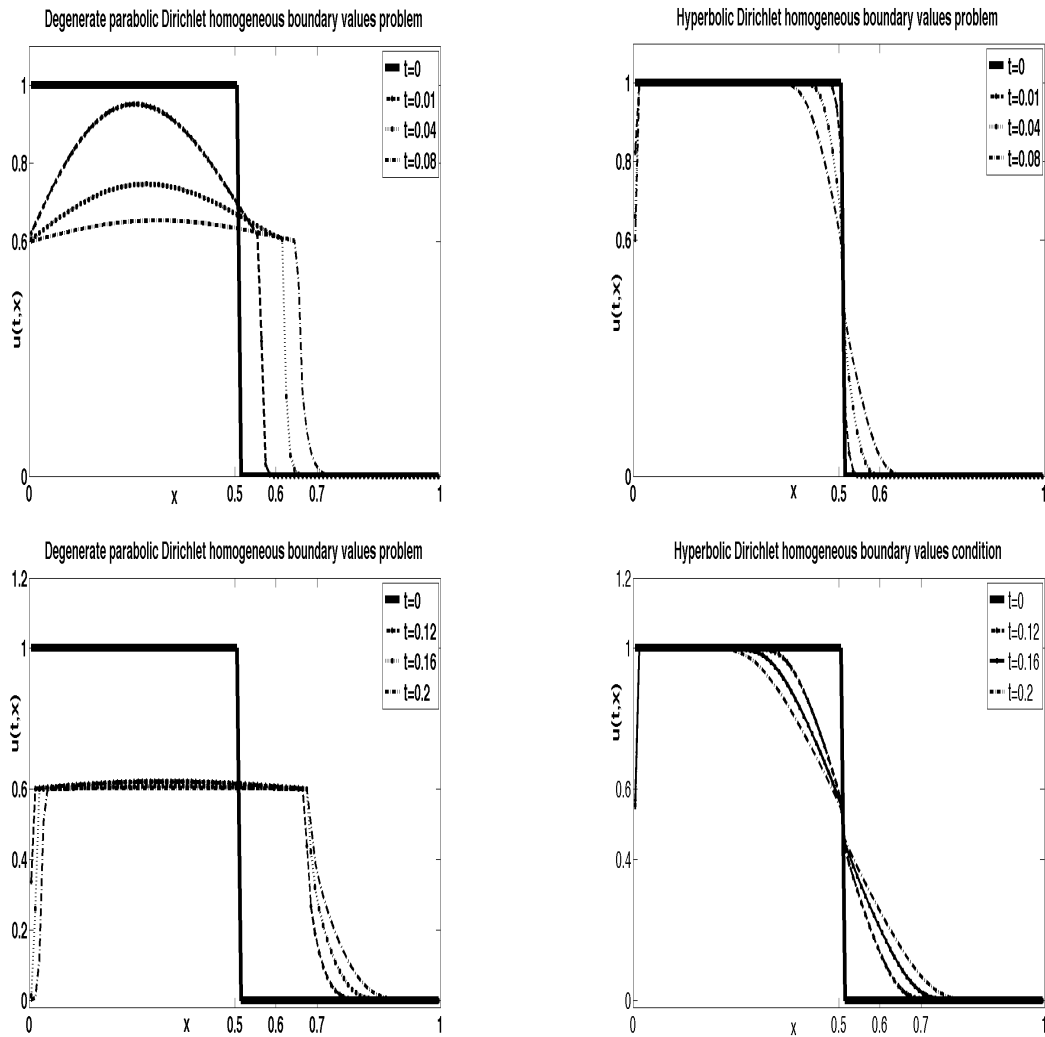 Degenerate parabolic Dirichlet homogeneous boundary values problem
t=0
t=0.01
t=0.04
t=0.08
1
0.8
0.6
0
u(t,x)
0
x
0.5
0.6
0.7
1
Hyperbolic Dirichlet homogeneous boundary values problem
t=0
t=0.01
t=0.04
t=0.08
1
0.8
0.6
0
u(t,x)
0
x
0.5
0.6
1
Degenerate parabolic Dirichlet homogeneous boundary values problem
t=0
t=0.12
t=0.16
t=0.2
1.2
1
0.6
0.4
0.2
0
u(t,x)
0
x
0.5
0.6
0.7
1
Hyperbolic Dirichlet homogeneous boundary values condition
t=0
t=0.12
t=0.16
t=0.2
1.2
1
0.6
0.4
0.2
0
u(t,x)
0
x
0.5
0.6
0.7
1